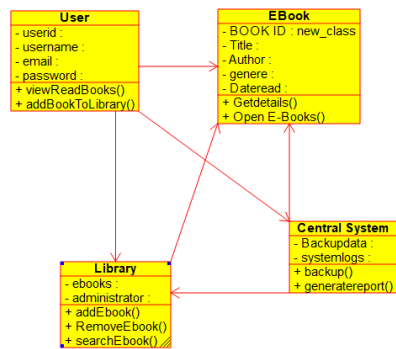 User
- userid :
- username :
- email :
- password :
+ viewReadBooks()
+ addBookToLibrary()
EBook
- BOOK ID : new_class
- Title :
- Author :
- genere :
- Dateread :
+ Getdetails()
+ Open E-Books()
Central System
- Backupdata :
- systemlogs :
+ backup()
+ generatereport()
Library
- ebooks :
- administrator :
+ addEbook()
+ RemoveEbook()
+ searchEbook()